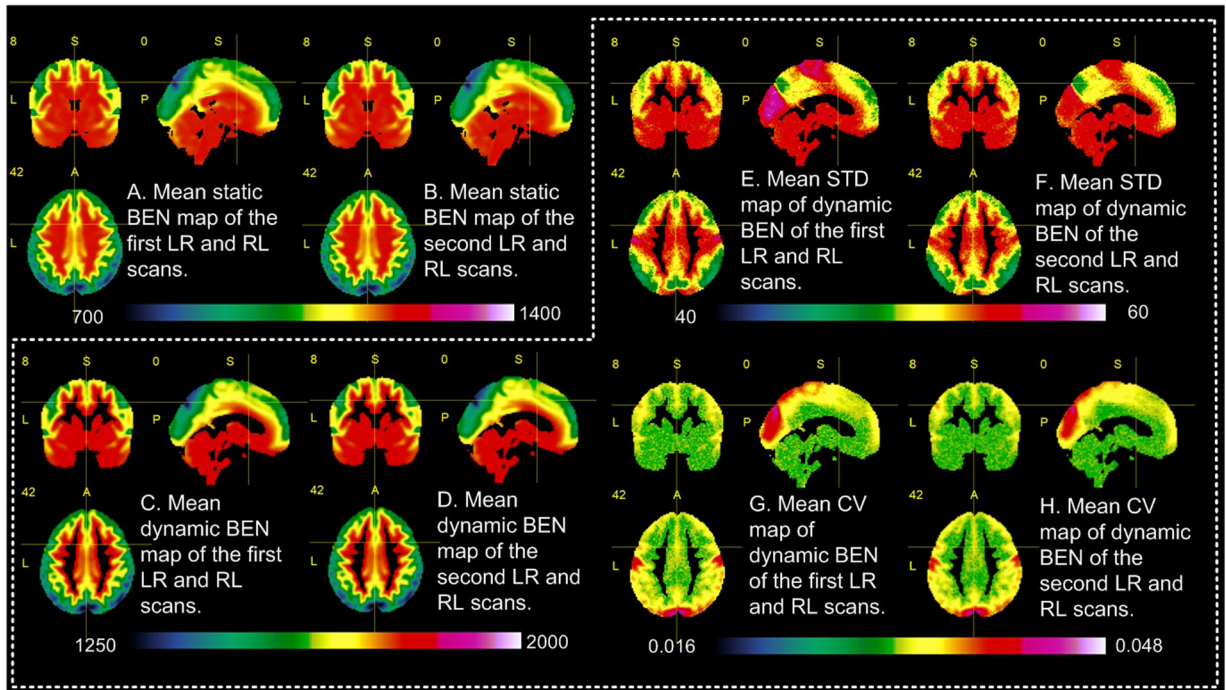 8
S
0
S
L
P
42
A
L
A. Mean static
BEN map of the
first LR and RL
scans.
8
S
0
S
L
P
42
A
L
B. Mean static
BEN map of the
second LR and
RL scans.
700
1400
8
S
0
S
L
P
42
A
L
E. Mean STD
map of dynamic
BEN of the first
LR and RL
scans.
8
S
0
S
L
P
42
A
L
F. Mean STD
map of dynamic
BEN of the
second LR and
RL scans.
40
60
8
S
0
S
L
P
42
A
L
C. Mean
dynamic BEN
map of the first
LR and RL
scans.
8
S
0
S
L
P
42
A
L
D. Mean
dynamic BEN
map of the
second LR and
RL scans.
1250
2000
8
S
0
S
L
P
42
A
L
G. Mean CV
map of
dynamic BEN
of the first LR
and RL scans.
8
S
0
S
L
P
42
A
L
H. Mean CV
map of dynamic
BEN of the
second LR and
RL scans.
0.016
0.048